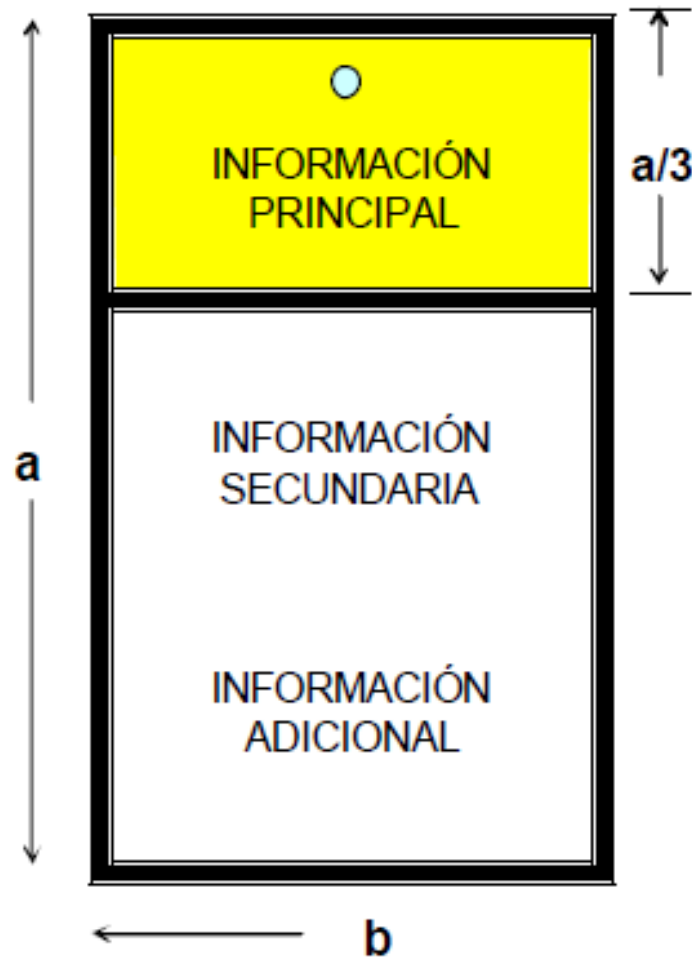 INFORMACIÓN
PRINCIPAL
a/3
INFORMACIÓN
SECUNDARIA
a
INFORMACIÓN
ADICIONAL
b